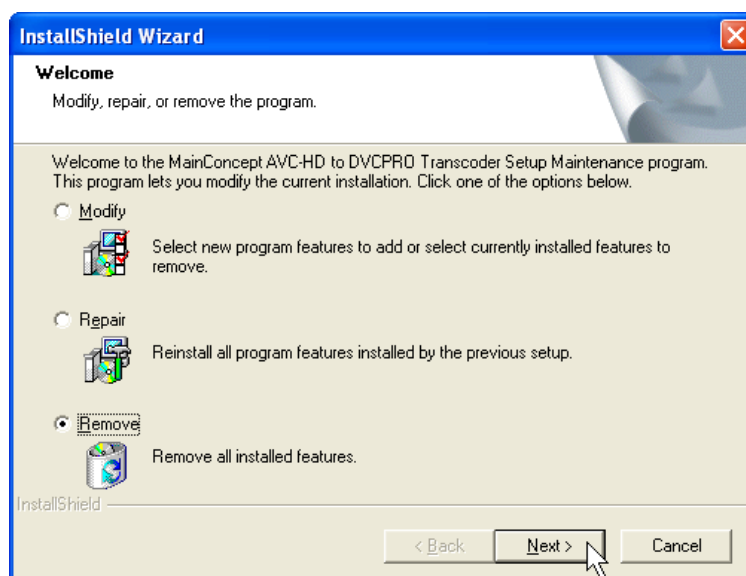 InstallShield Wizard
Welcome
Modify, repair, or remove the program.
Welcome to the MainConcept AVC-HD to DVCPRO Transcoder Setup Maintenance program.
This program lets you modify the current installation. Click one of the options below.
Modify
Select new program features to add or select currently installed features to
remove.
Repair
Reinstall all program features installed by the previous setup.
Remove
Remove all installed features.
InstallShield
< Back
Next >
Cancel